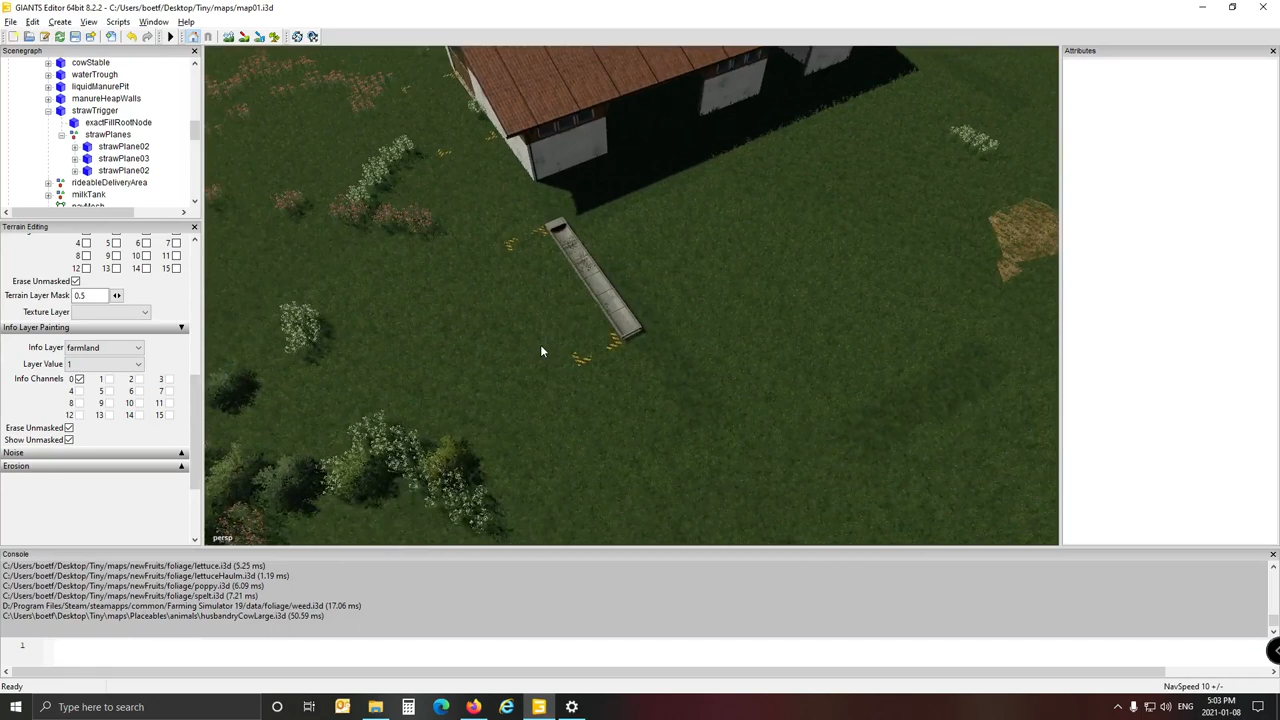 GIANTS Editor 64bit 8.2.2 - C:/Users/boetf/Desktop/Tiny/maps/map01.i3d
File Edit Create View Scripts Window Help
Scenegraph
cowStable
waterTrough
liquidManurePit
manureHeapWalls
strawTrigger
exactFillRootNode
strawPlanes
strawPlane02
strawPlane03
strawPlane02
rideableDeliveryArea
milkTank
Terrain Editing
4 5 6 7
8 9 10 11
12 13 14 15
Erase Unmasked
Terrain Layer Mask 0.5
Texture Layer
Info Layer Painting
Info Layer farmland
Layer Value 1
Info Channels 0 1 2 3
4 5 6 7
8 9 10 11
12 13 14 15
Erase Unmasked
Show Unmasked
Noise
Erosion
persp
Attributes
Console
C:/Users/boetf/Desktop/Tiny/maps/newFruits/foliage/lettuce.i3d (5.25 ms)
C:/Users/boetf/Desktop/Tiny/maps/newFruits/foliage/lettuceHaulm.i3d (1.19 ms)
C:/Users/boetf/Desktop/Tiny/maps/newFruits/foliage/poppy.i3d (6.09 ms)
C:/Users/boetf/Desktop/Tiny/maps/newFruits/foliage/spelt.i3d (7.21 ms)
D:/Program Files/Steam/steamapps/common/Farming Simulator 19/data/foliage/weed.i3d (17.06 ms)
C:\Users\boetf\Desktop\Tiny\maps\Placeables\animals\husbandryCowLarge.i3d (50.59 ms)
1
Ready
NavSpeed 10 +/-
Type here to search
ENG
5:03 PM
2021-01-08